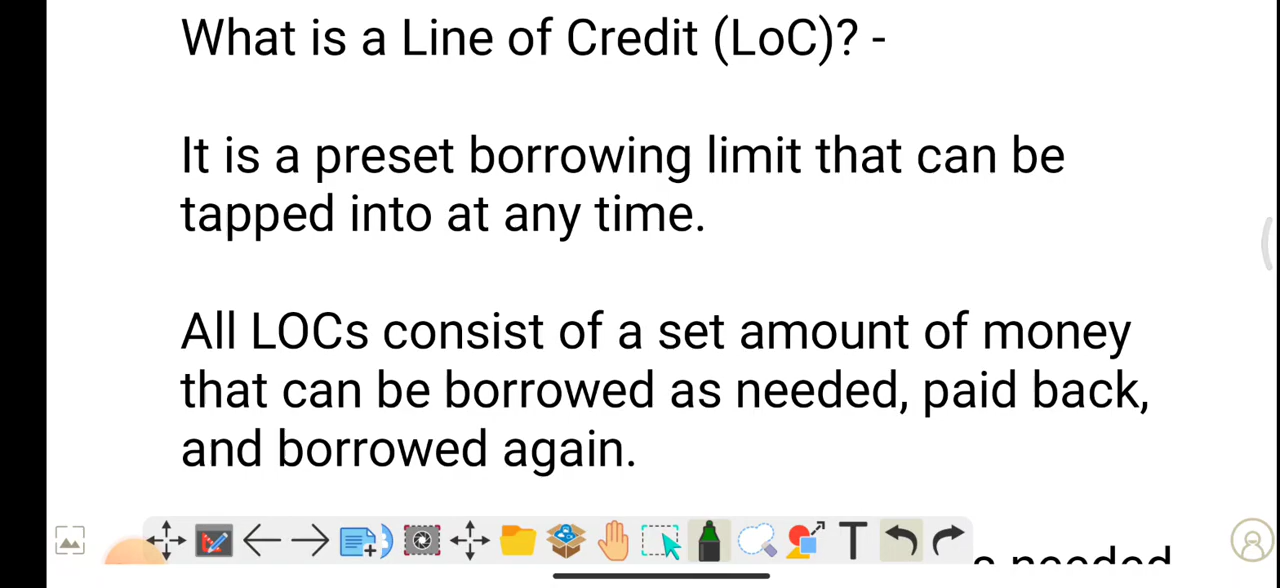 What is a Line of Credit (LoC)? -
It is a preset borrowing limit that can be
tapped into at any time.
All LOCs consist of a set amount of money
that can be borrowed as needed, paid back,
and borrowed again.
needed